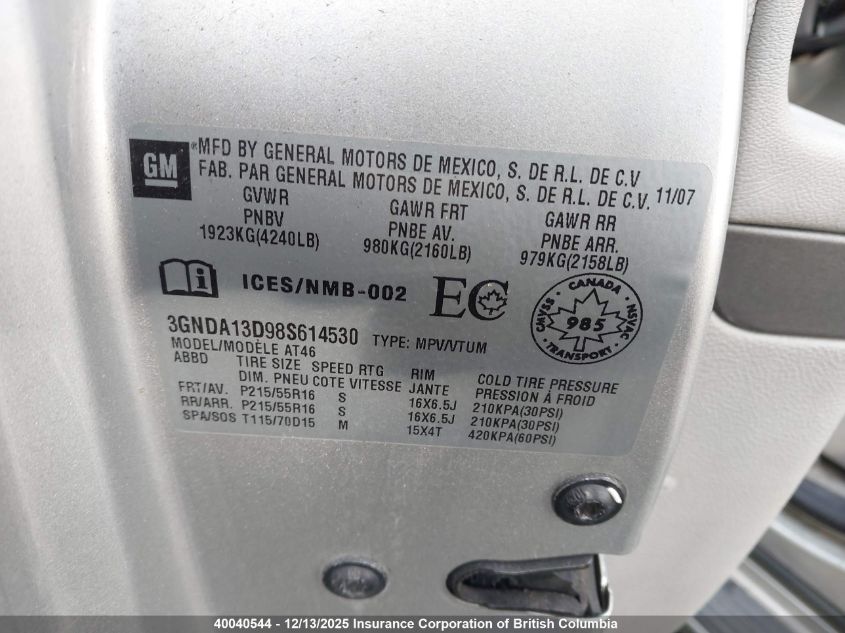 GM
MFD BY GENERAL MOTORS DE MEXICO, S. DE R.L. DE C.V
FAB. PAR GENERAL MOTORS DE MEXICO, S. DE R.L. DE C.V. 11/07
GVWR GAWR FRT GAWR RR
PNBV PNBE AV. PNBE ARR.
1923KG(4240LB) 980KG(2160LB) 979KG(2158LB)
i ICES/NMB-002 EC
CANADA
CMVSS 985 NSVAC
TRANSPORT
3GNDA13D98S614530 TYPE: MPV/VTUM
MODEL/MODÈLE AT46
ABBD TIRE SIZE SPEED RTG RIM COLD TIRE PRESSURE
DIM. PNEU COTE VITESSE JANTE PRESSION À FROID
FRT/AV. P215/55R16 S 16X6.5J 210KPA(30PSI)
RR/ARR. P215/55R16 S 16X6.5J 210KPA(30PSI)
SPA/SOS T115/70D15 M 15X4T 420KPA(60PSI)
40040544 - 12/13/2025 Insurance Corporation of British Columbia